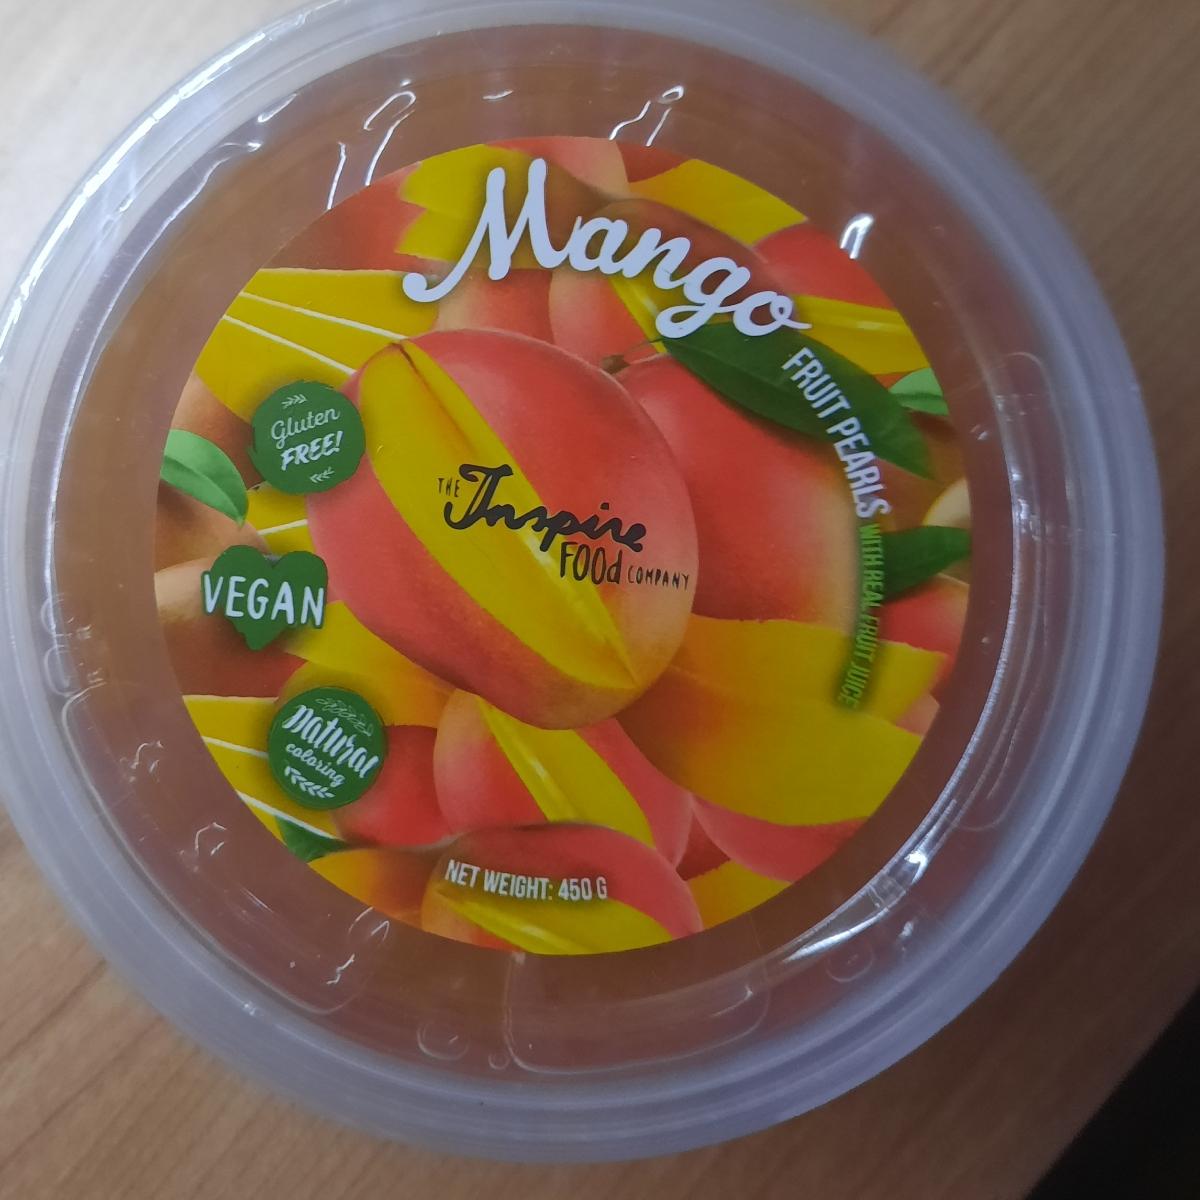 Mango
FRUIT PEARLS WITH REAL FRUIT JUICE
Gluten
FREE!
THE Inspire
FOOd COMPANY
VEGAN
Natural
coloring
NET WEIGHT: 450 G